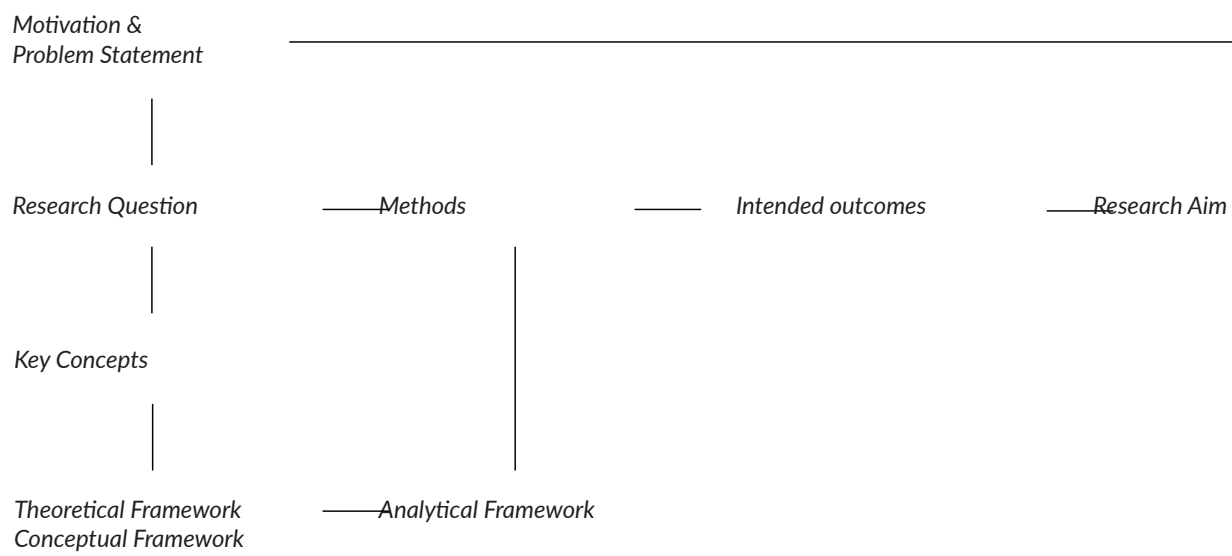 Motivation &
Problem Statement
Research Question
Methods
Intended outcomes
Research Aim
Key Concepts
Theoretical Framework
Conceptual Framework
Analytical Framework